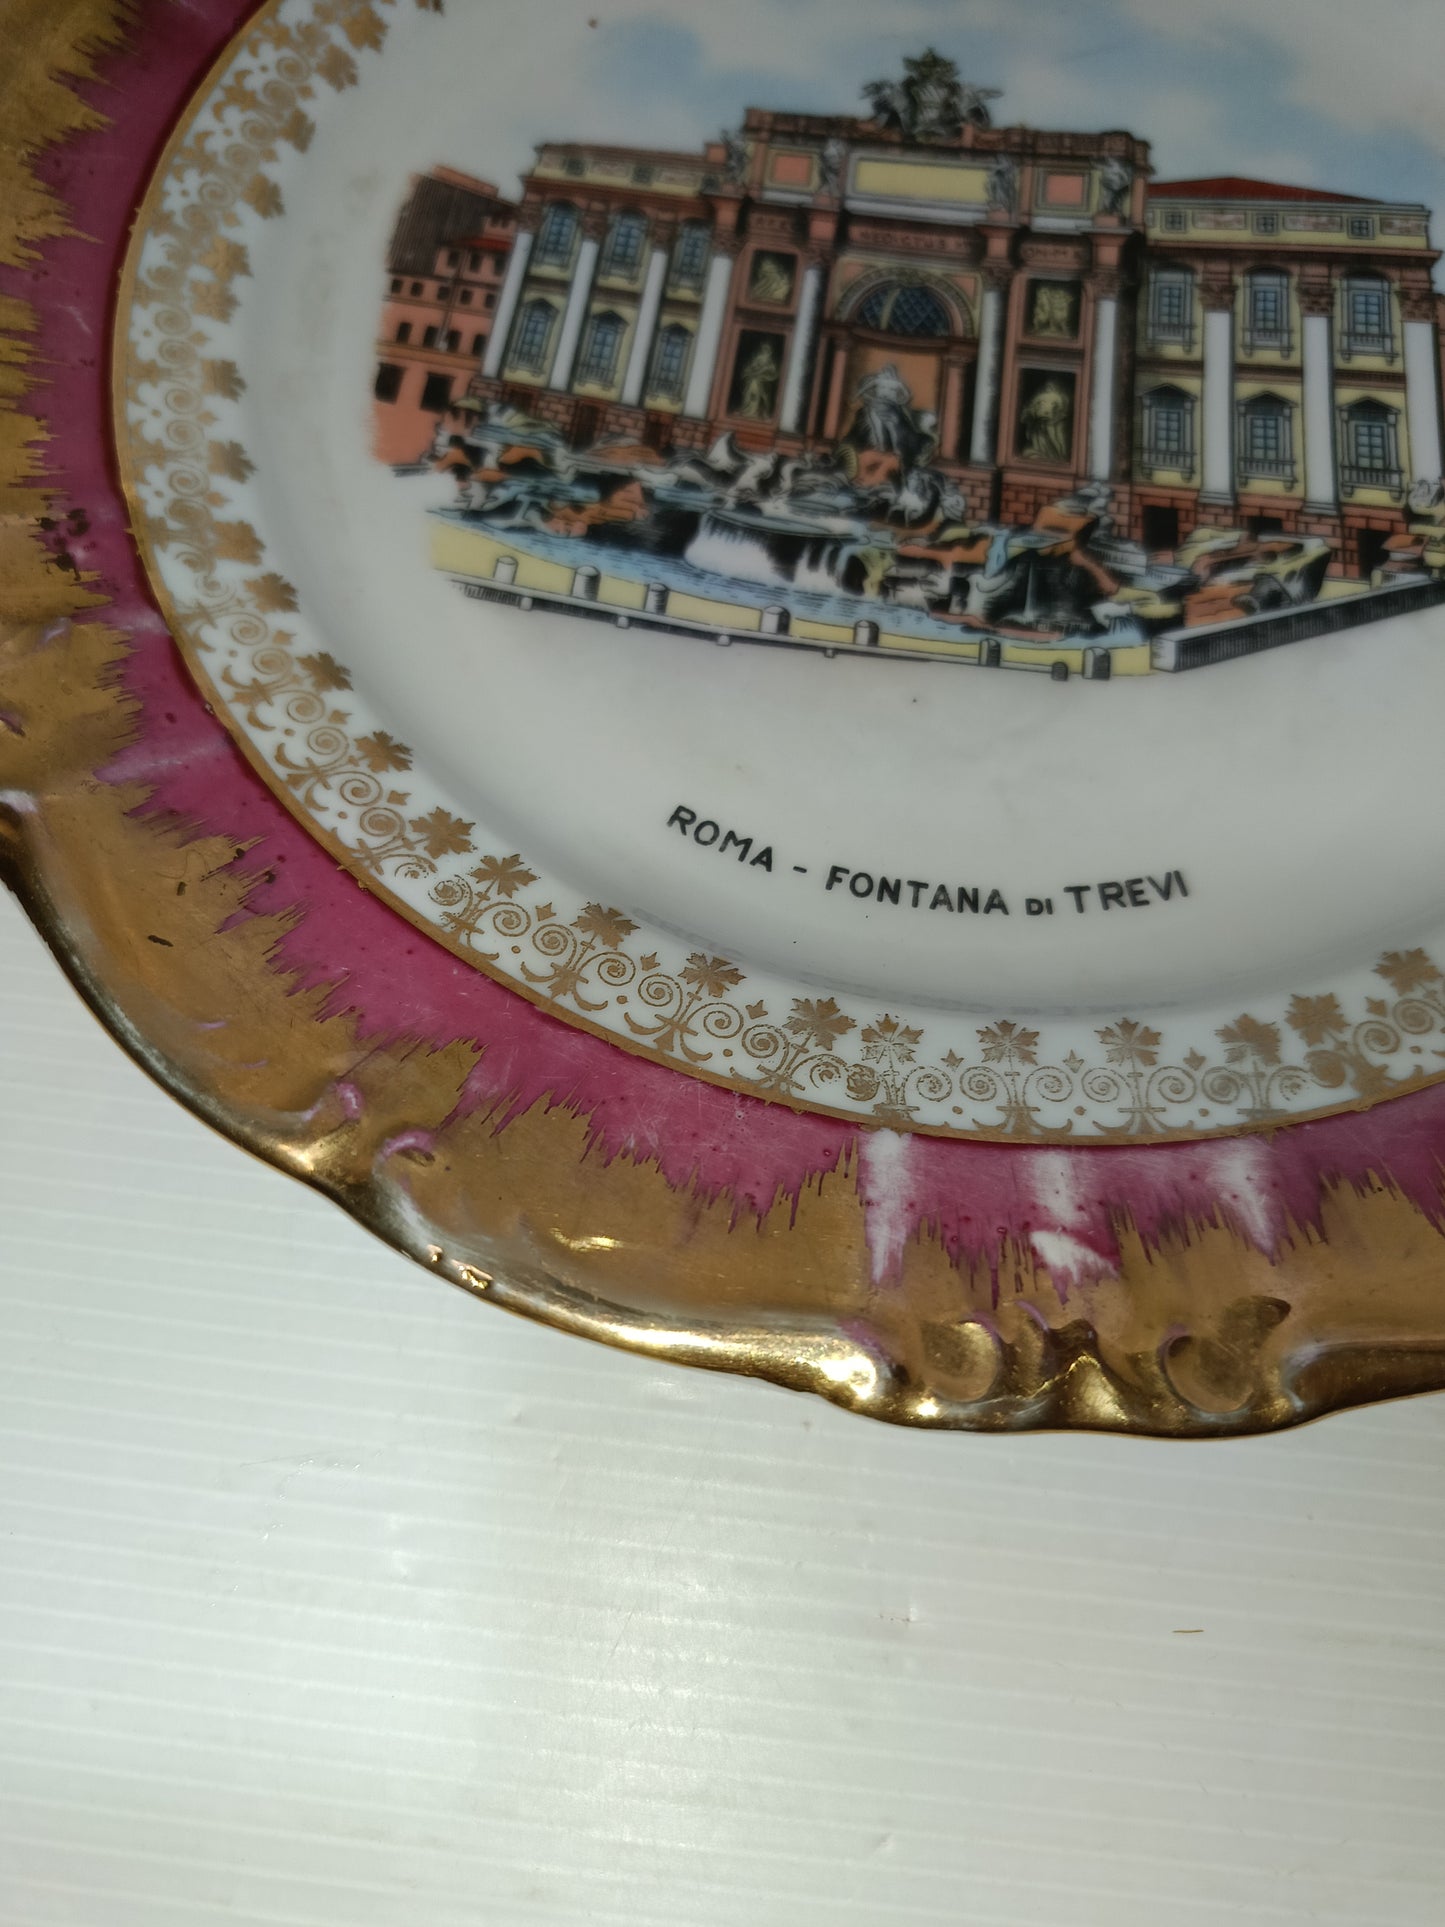 ROMA - FONTANA DI TREVI